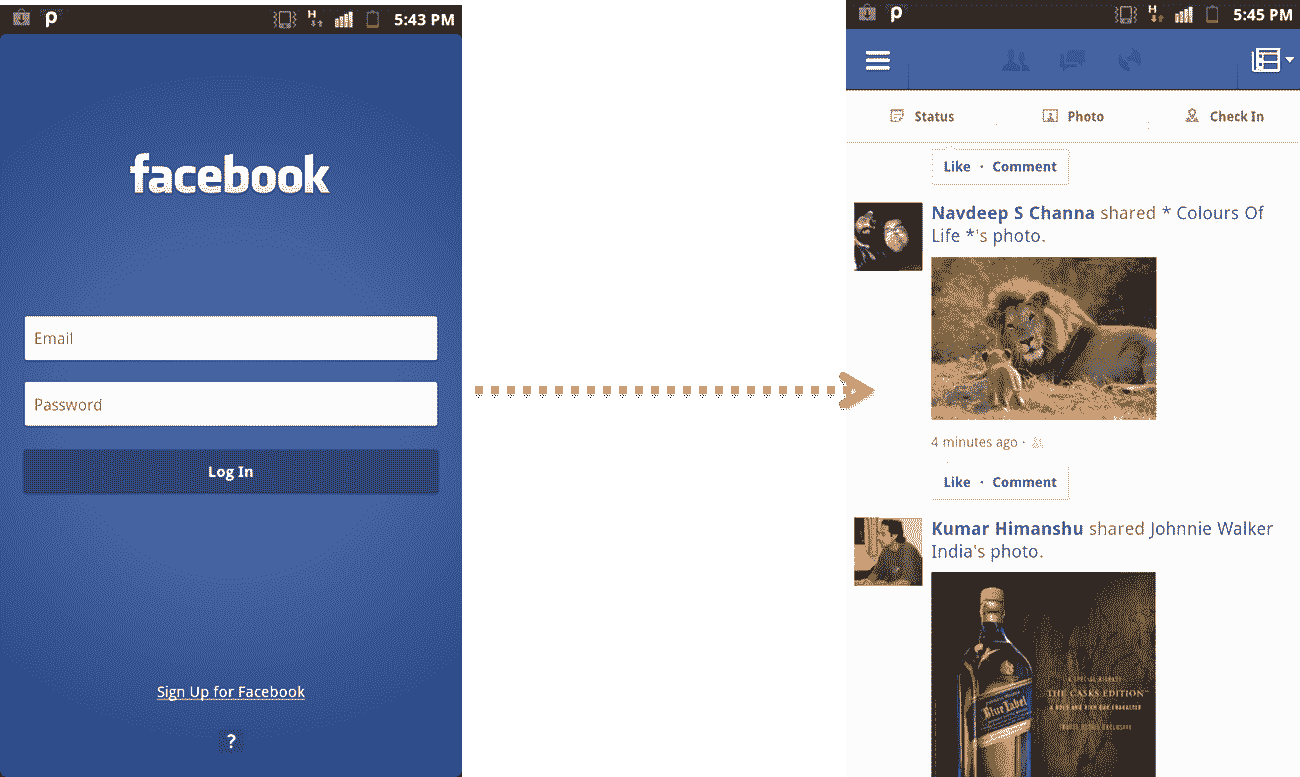 5:43 PM
facebook
Email
Password
Log In
Sign Up for Facebook
?
5:45 PM
Status
Photo
Check In
Like · Comment
Navdeep S Channa shared * Colours Of
Life *'s photo.
4 minutes ago ·
Like · Comment
Kumar Himanshu shared Johnnie Walker
India's photo.
THE CASKS EDITION
Blue Label